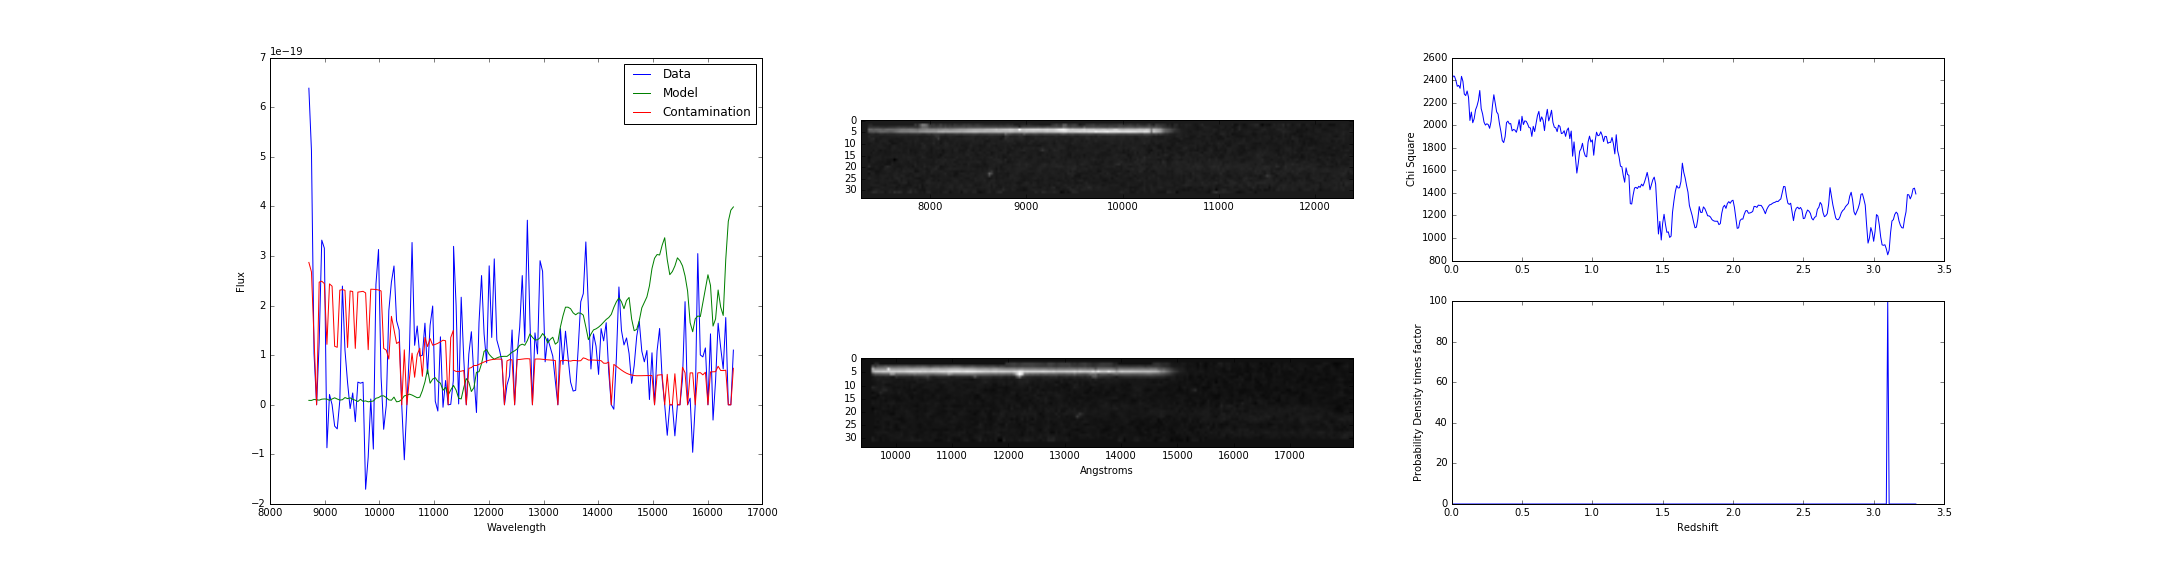 1e−19
7
6
5
4
3
2
1
0
−1
−2
Flux
Data
Model
Contamination
8000 9000 10000 11000 12000 13000 14000 15000 16000 17000
Wavelength
0
5
10
15
20
25
30
8000 9000 10000 11000 12000
0
5
10
15
20
25
30
10000 11000 12000 13000 14000 15000 16000 17000
Angstroms
2600
2400
2200
2000
1800
1600
1400
1200
1000
800
Chi Square
0.0 0.5 1.0 1.5 2.0 2.5 3.0 3.5
100
80
60
40
20
0
Probability Density times factor
0.0 0.5 1.0 1.5 2.0 2.5 3.0 3.5
Redshift